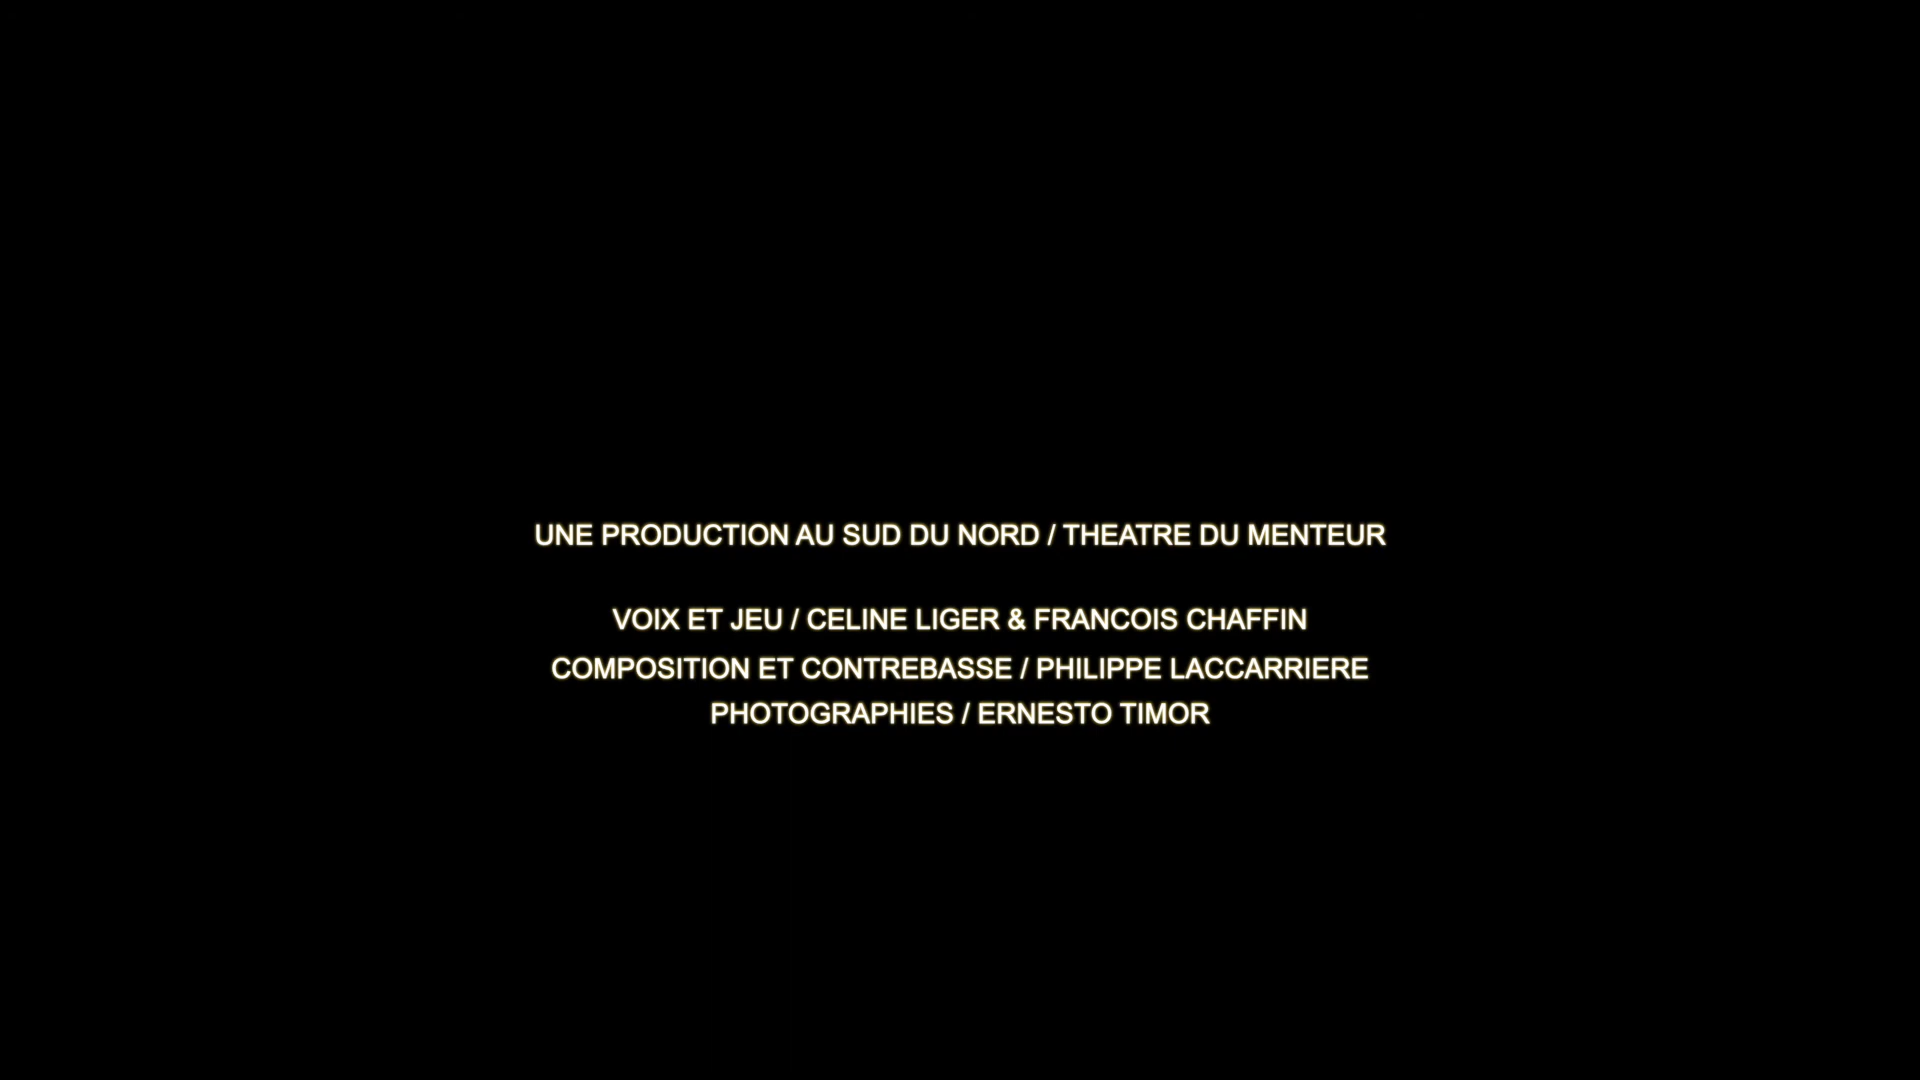 UNE PRODUCTION AU SUD DU NORD / THEATRE DU MENTEUR
VOIX ET JEU / CELINE LIGER & FRANCOIS CHAFFIN
COMPOSITION ET CONTREBASSE / PHILIPPE LACCARRIERE
PHOTOGRAPHIES / ERNESTO TIMOR